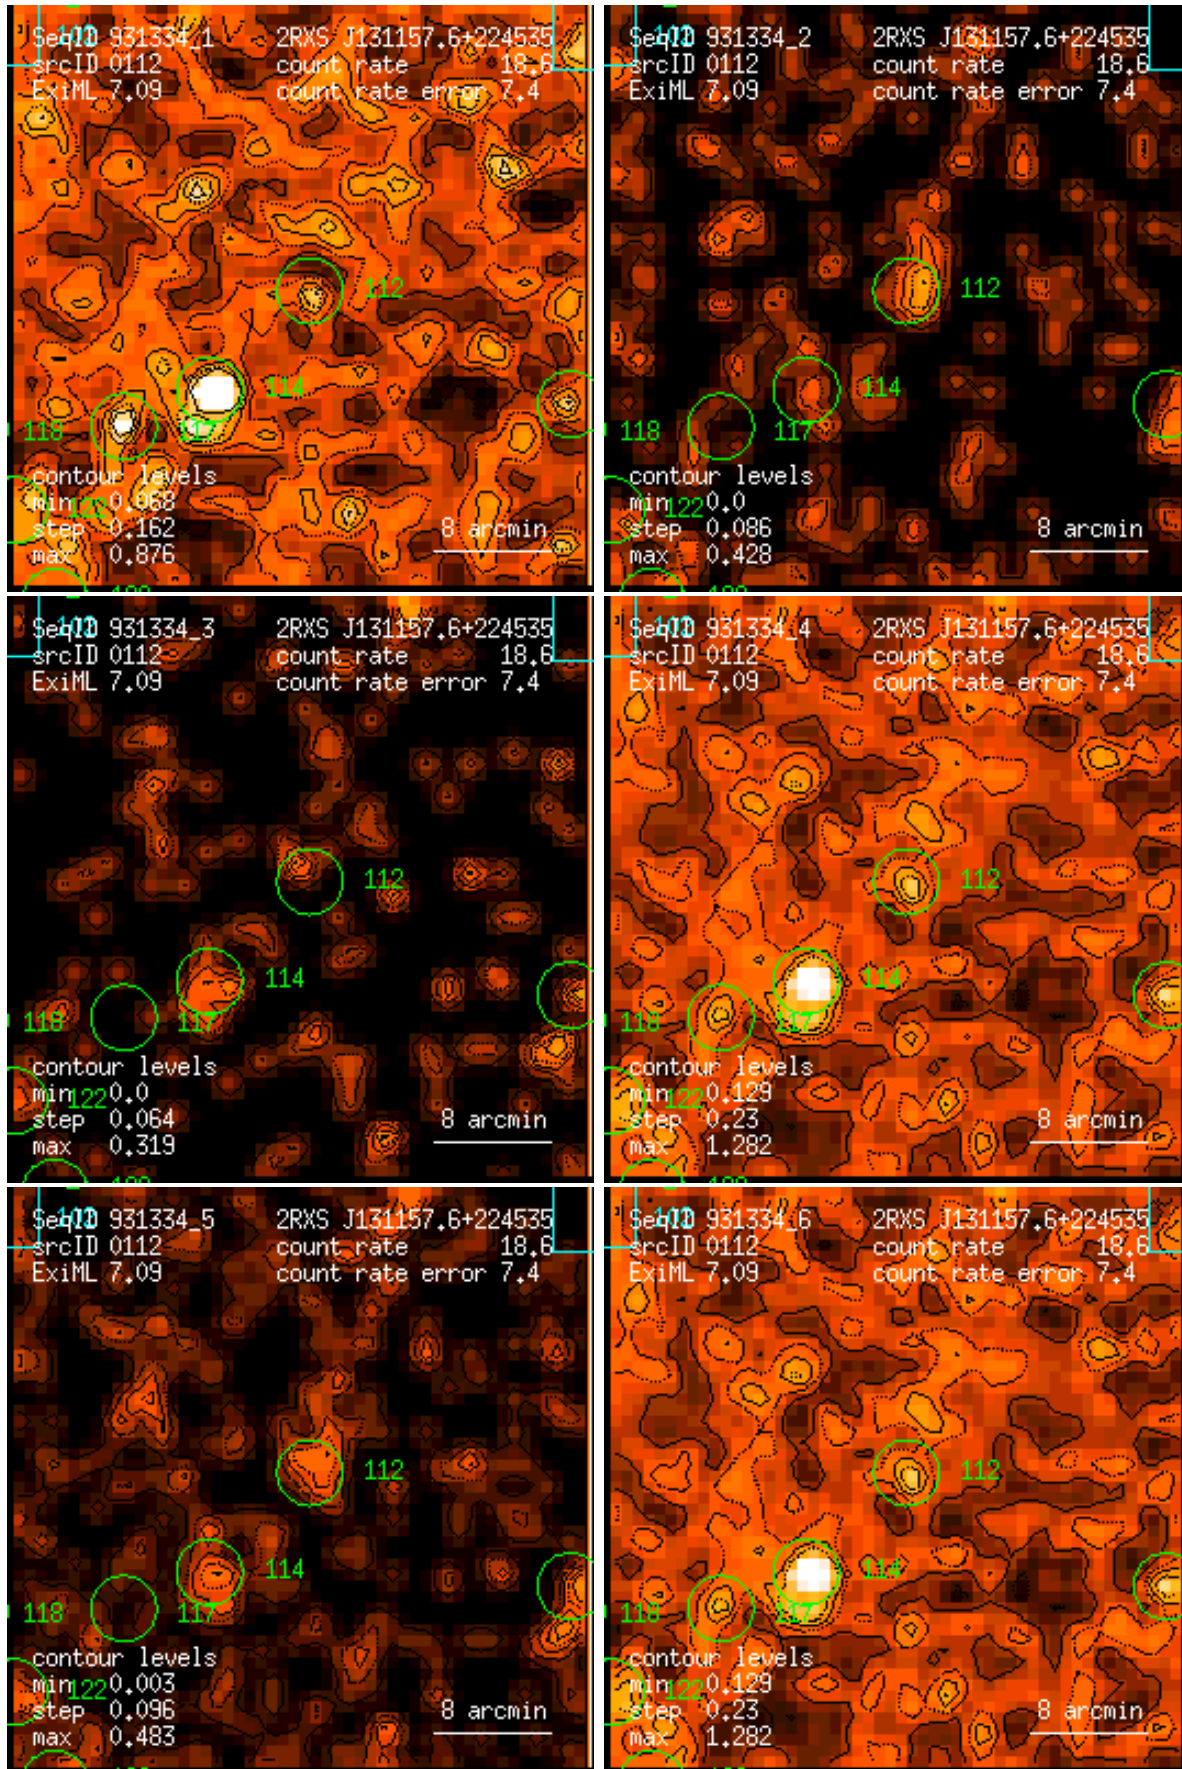 SeqID 931334_1 2RXS J131157.6+224535
srcID 0112 count rate 18.6
ExiML 7.09 count rate error 7.4
112
114
118 117
contour levels
min 0.068
122
step 0.162 8 arcmin
max 0.876
SeqID 931334_2 2RXS J131157.6+224535
srcID 0112 count rate 18.6
ExiML 7.09 count rate error 7.4
112
114
118 117
contour levels
min 0.0
122
step 0.086 8 arcmin
max 0.428
SeqID 931334_3 2RXS J131157.6+224535
srcID 0112 count rate 18.6
ExiML 7.09 count rate error 7.4
112
114
118 117
contour levels
min 0.0
122
step 0.064 8 arcmin
max 0.319
SeqID 931334_4 2RXS J131157.6+224535
srcID 0112 count rate 18.6
ExiML 7.09 count rate error 7.4
112
114
118 117
contour levels
min 0.129
122
step 0.23 8 arcmin
max 1.282
SeqID 931334_5 2RXS J131157.6+224535
srcID 0112 count rate 18.6
ExiML 7.09 count rate error 7.4
112
114
118 117
contour levels
min 0.003
122
step 0.096 8 arcmin
max 0.483
SeqID 931334_6 2RXS J131157.6+224535
srcID 0112 count rate 18.6
ExiML 7.09 count rate error 7.4
112
114
118 117
contour levels
min 0.129
122
step 0.23 8 arcmin
max 1.282